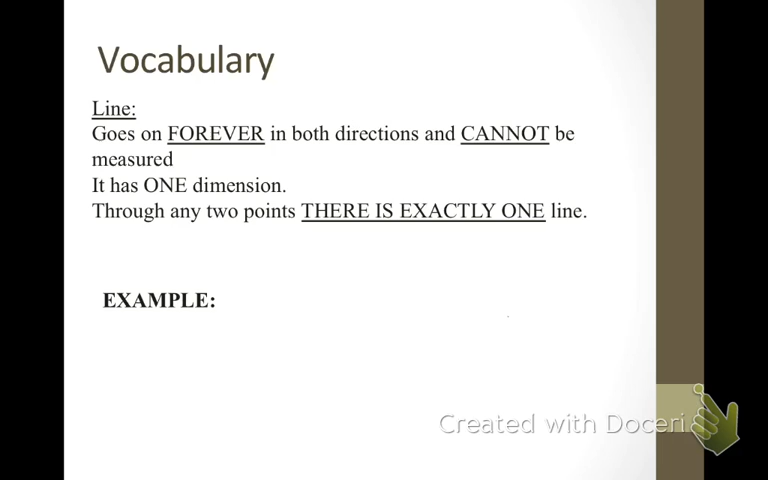 Vocabulary
Line:
Goes on FOREVER in both directions and CANNOT be
measured
It has ONE dimension.
Through any two points THERE IS EXACTLY ONE line.
EXAMPLE:
Created with Doceri